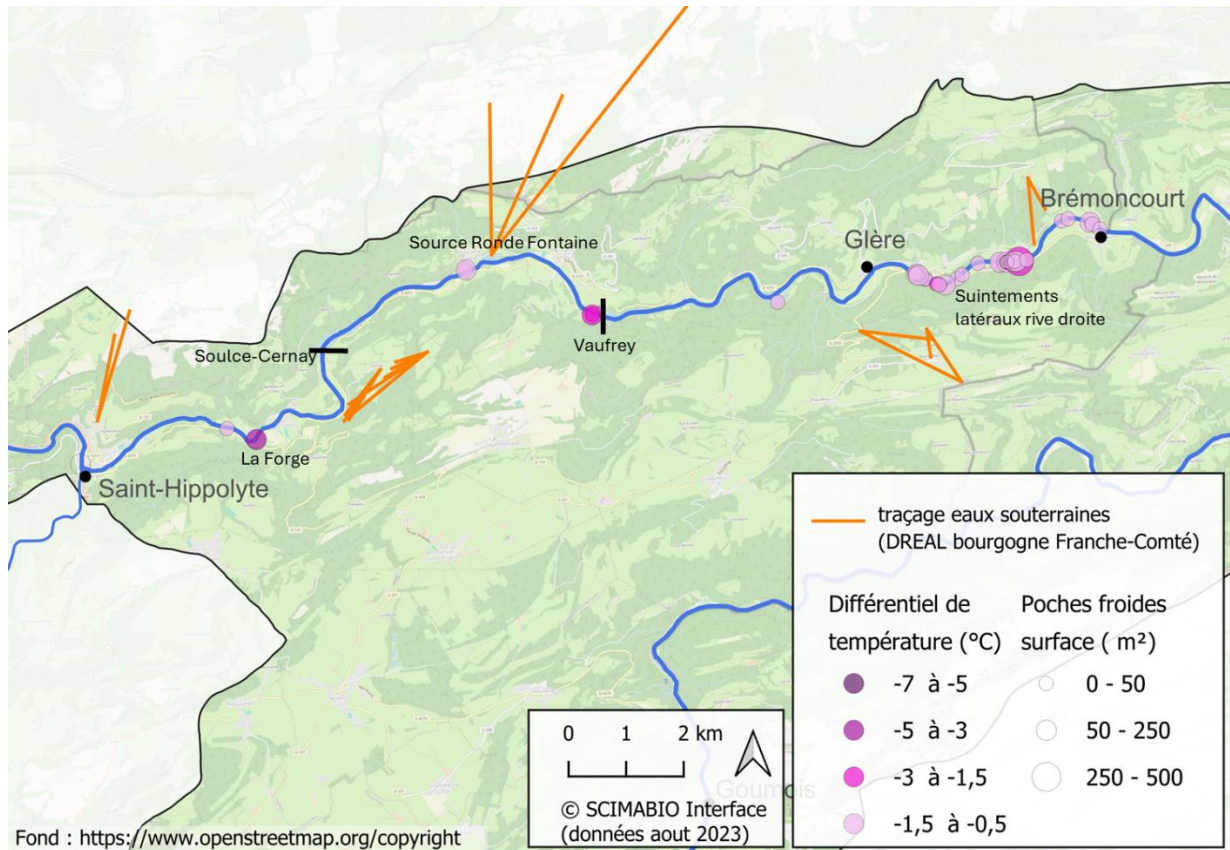 Brémoncourt
Source Ronde Fontaine
Glère
Suintements
latéraux rive droite
Soulce-Cernay
Vaufrey
La Forge
Saint-Hippolyte
traçage eaux souterraines
(DREAL bourgogne Franche-Comté)
Différentiel de
température (°C)
-7 à -5
-5 à -3
-3 à -1,5
-1,5 à -0,5
Poches froides
surface ( m²)
0 - 50
50 - 250
250 - 500
0 1 2 km
© SCIMABIO Interface
(données aout 2023)
Goumois
Fond : https://www.openstreetmap.org/copyright